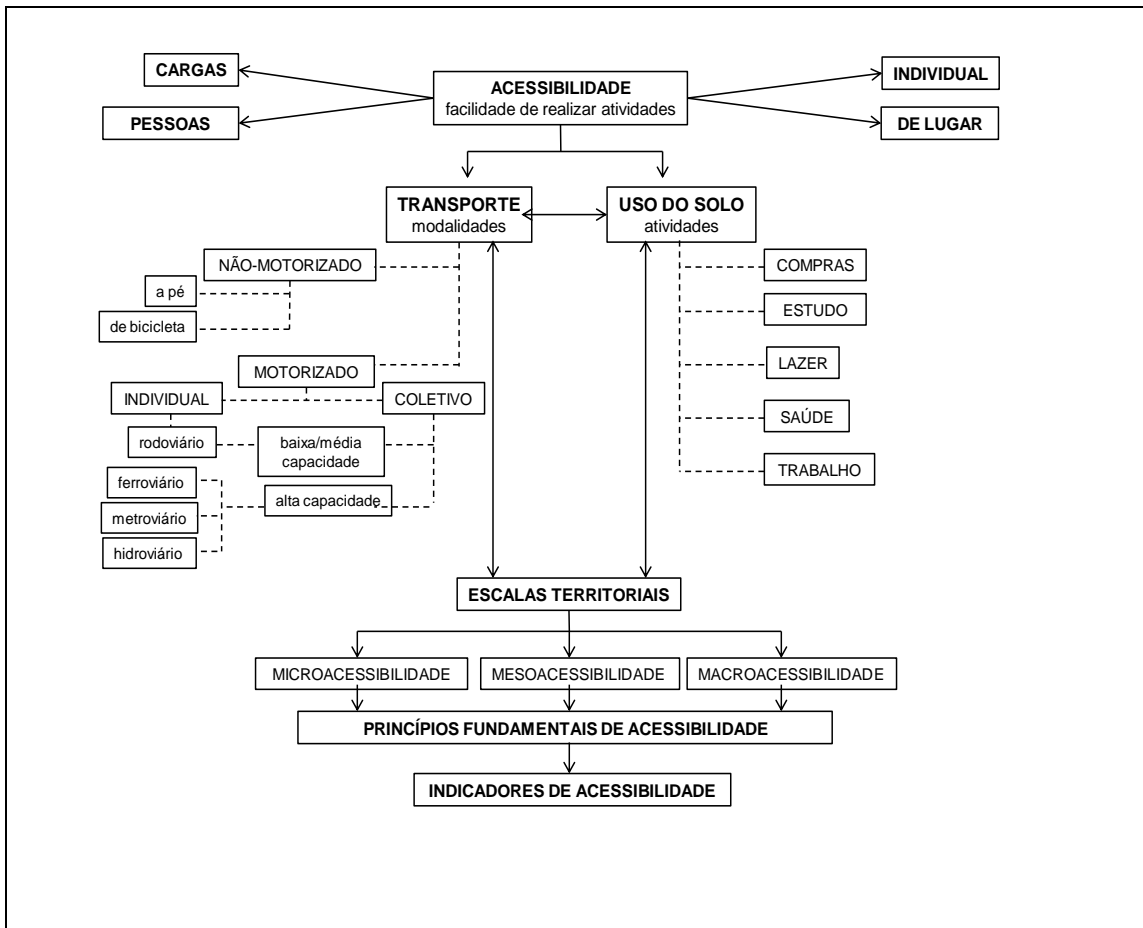 CARGAS
ACESSIBILIDADE
facilidade de realizar atividades
INDIVIDUAL
PESSOAS
DE LUGAR
TRANSPORTE
modalidades
USO DO SOLO
atividades
NÃO-MOTORIZADO
a pé
de bicicleta
COMPRAS
ESTUDO
LAZER
SAÚDE
TRABALHO
MOTORIZADO
INDIVIDUAL
COLETIVO
rodoviário
baixa/média
capacidade
ferroviário
metroviário
hidroviário
alta capacidade
ESCALAS TERRITORIAIS
MICROACESSIBILIDADE
MESOACESSIBILIDADE
MACROACESSIBILIDADE
PRINCÍPIOS FUNDAMENTAIS DE ACESSIBILIDADE
INDICADORES DE ACESSIBILIDADE